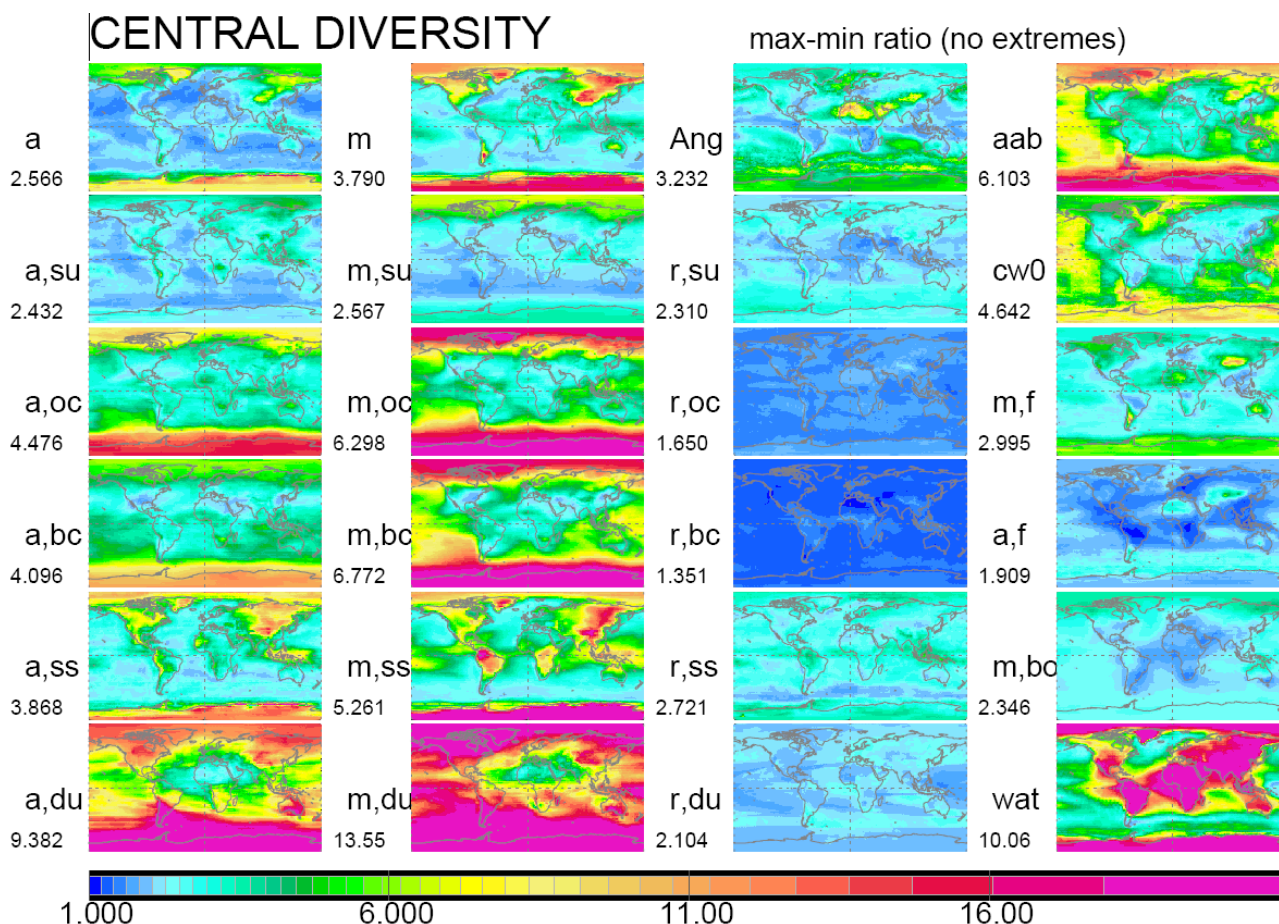 CENTRAL DIVERSITY
max-min ratio (no extremes)
a
2.566
m
3.790
Ang
3.232
aab
6.103
a,su
2.432
m,su
2.567
r,su
2.310
cw0
4.642
a,oc
4.476
m,oc
6.298
r,oc
1.650
m,f
2.995
a,bc
4.096
m,bc
6.772
r,bc
1.351
a,f
1.909
a,ss
3.868
m,ss
5.261
r,ss
2.721
m,bo
2.346
a,du
9.382
m,du
13.55
r,du
2.104
wat
10.06
1.000 6.000 11.00 16.00